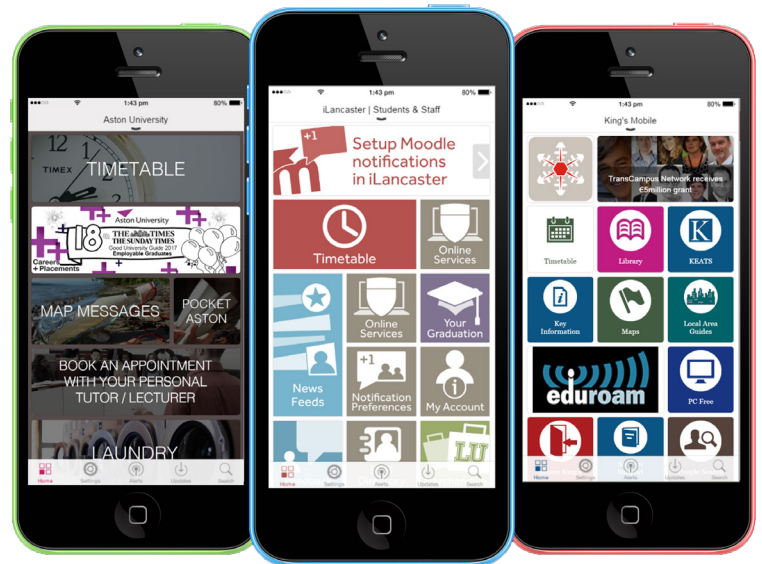 1:43 pm
80%
Aston University
12
TIMEX
TIMETABLE
Aston University
18th
THE TIMES
THE SUNDAY TIMES
Good University Guide 2017
Employable Graduates
Careers
+ Placements
MAP MESSAGES
POCKET
ASTON
BOOK AN APPOINTMENT
WITH YOUR PERSONAL
TUTOR / LECTURER
LAUNDRY
Home
Settings
Alerts
Updates
Search
1:43 pm
80%
iLancaster | Students & Staff
+1
Setup Moodle
notifications
in iLancaster
Timetable
Online
Services
News
Feeds
Online
Services
Your
Graduation
+1
Notification
Preferences
My Account
LU
Home
Settings
Alerts
Updates
Search
1:43 pm
80%
King's Mobile
TransCampus Network receives
€5million grant
Timetable
Library
K
KEATS
Key
Information
Maps
Local Area
Guides
eduroam
PC Free
Home
Settings
Alerts
Updates
Search